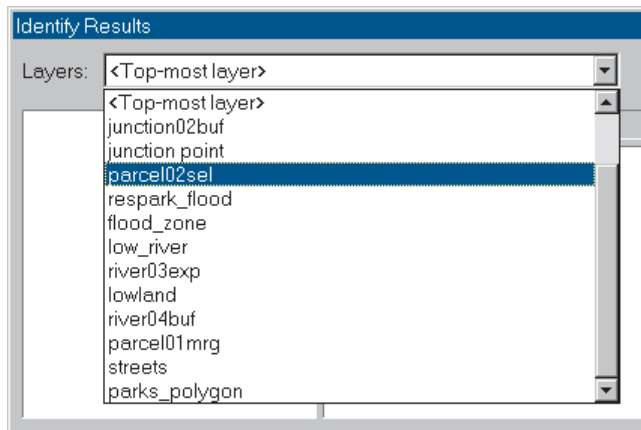 Identify Results
Layers: <Top-most layer>
<Top-most layer>
junction02buf
junction point
parcel02sel
respark_flood
flood_zone
low_river
river03exp
lowland
river04buf
parcel01mrg
streets
parks_polygon